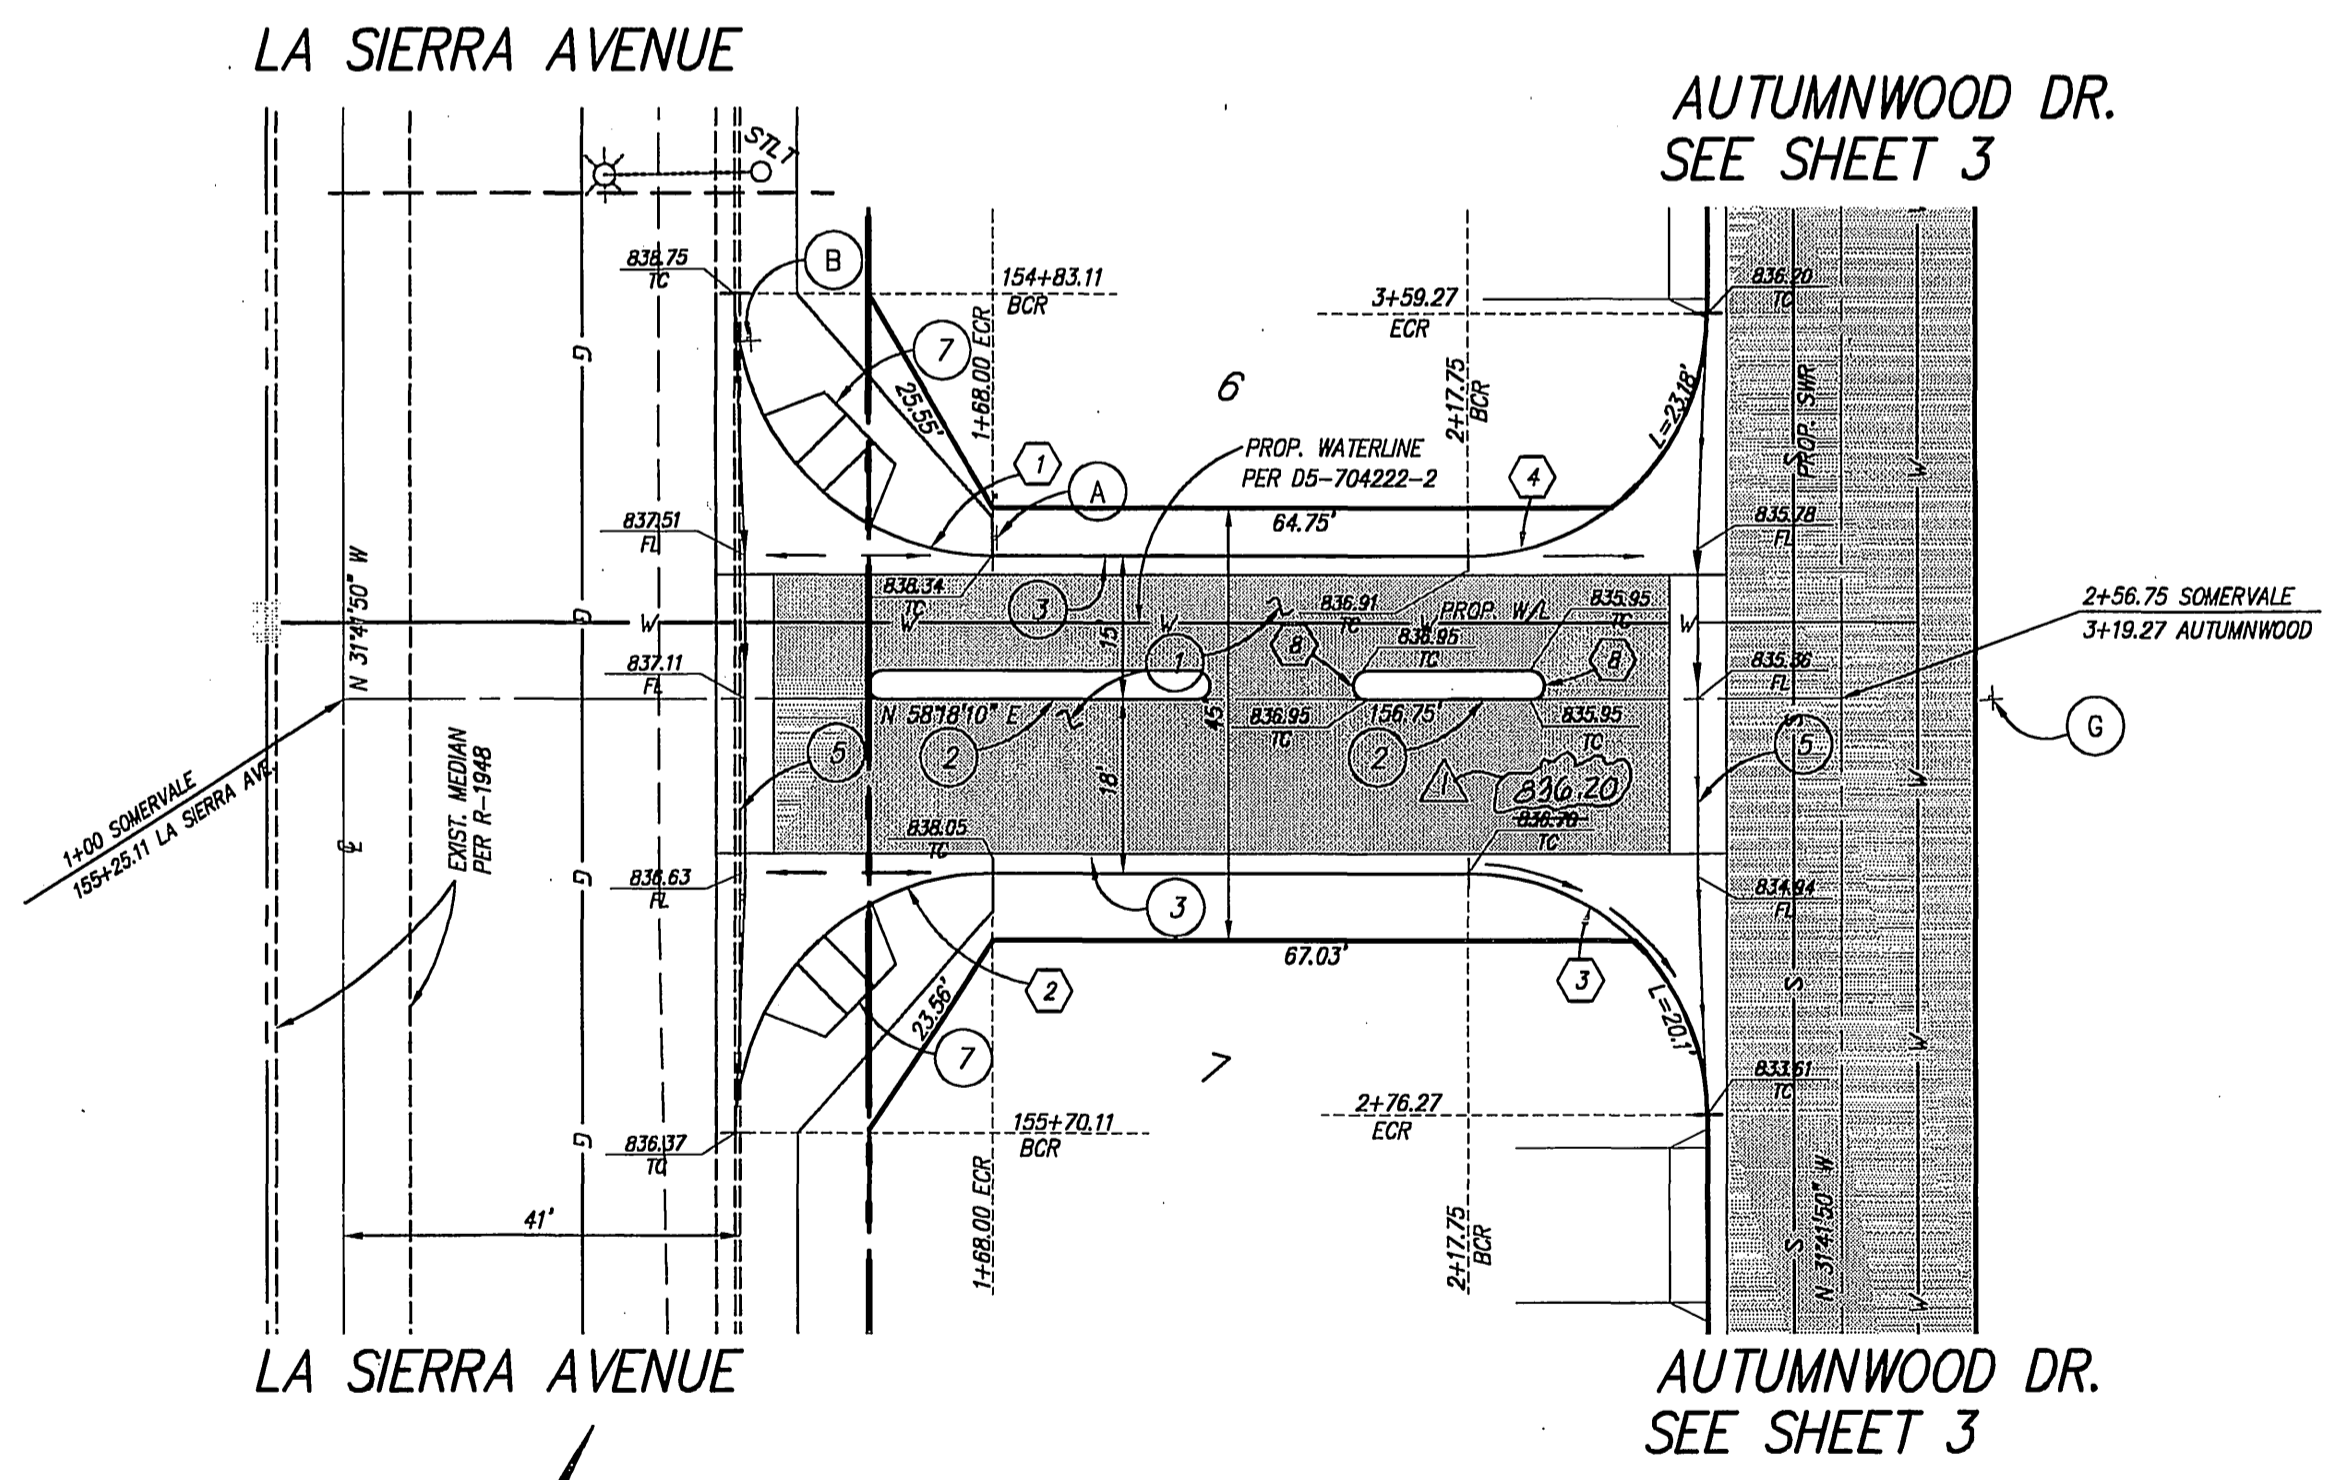 LA SIERRA AVENUE
AUTUMNWOOD DR.
SEE SHEET 3
STLT
B
838.75
TC
154+83.11
BCR
3+59.27
ECR
836.20
TC
7
25.55'
1+68.00 ECR
6
2+17.75
BCR
L=23.18'
PROP. SWR
S
W
G
1
A
PROP. WATERLINE
PER D5-704222-2
4
64.75'
837.51
FL
835.78
FL
N 31°41'50" W
838.34
TC
3
15'
836.91
TC
PROP. W/L
835.95
TC
W
W
W
W
W
G
837.11
FL
1
8
836.95
TC
8
835.36
FL
2+56.75 SOMERVALE
3+19.27 AUTUMNWOOD
N 58°18'10" E
45'
836.95
TC
156.75'
835.95
TC
S
G
5
2
2
5
1
836.20
836.70
TC
18'
W
1+00 SOMERVALE
155+25.11 LA SIERRA AVE.
EXIST. MEDIAN
PER R-1948
℄
838.05
TC
836.63
FL
G
3
834.94
FL
2
67.03'
3
S
23.56'
7
7
L=20.1'
W
833.61
TC
836.37
TC
G
155+70.11
BCR
2+76.27
ECR
41'
1+68.00 ECR
2+17.75
BCR
S
N 31°41'50" W
W
LA SIERRA AVENUE
AUTUMNWOOD DR.
SEE SHEET 3